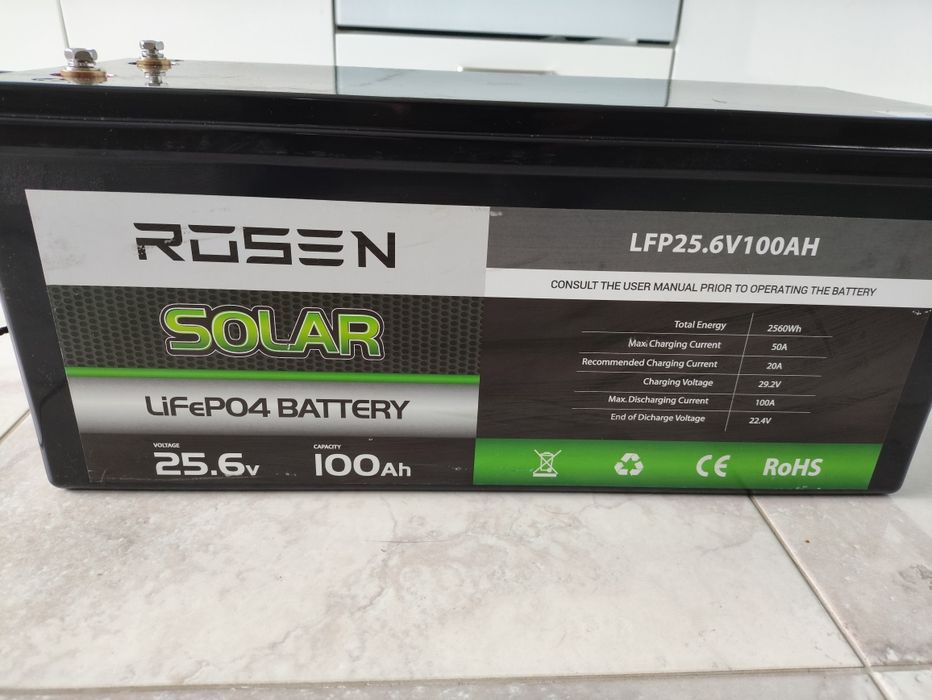 ROSEN
SOLAR
LiFePO4 BATTERY
VOLTAGE
25.6v
CAPACITY
100Ah
LFP25.6V100AH
CONSULT THE USER MANUAL PRIOR TO OPERATING THE BATTERY
Total Energy 2560Wh
Max. Charging Current 50A
Recommended Charging Current 20A
Charging Voltage 29.2V
Max. Discharging Current 100A
End of Dicharge Voltage 22.4V
CE RoHS